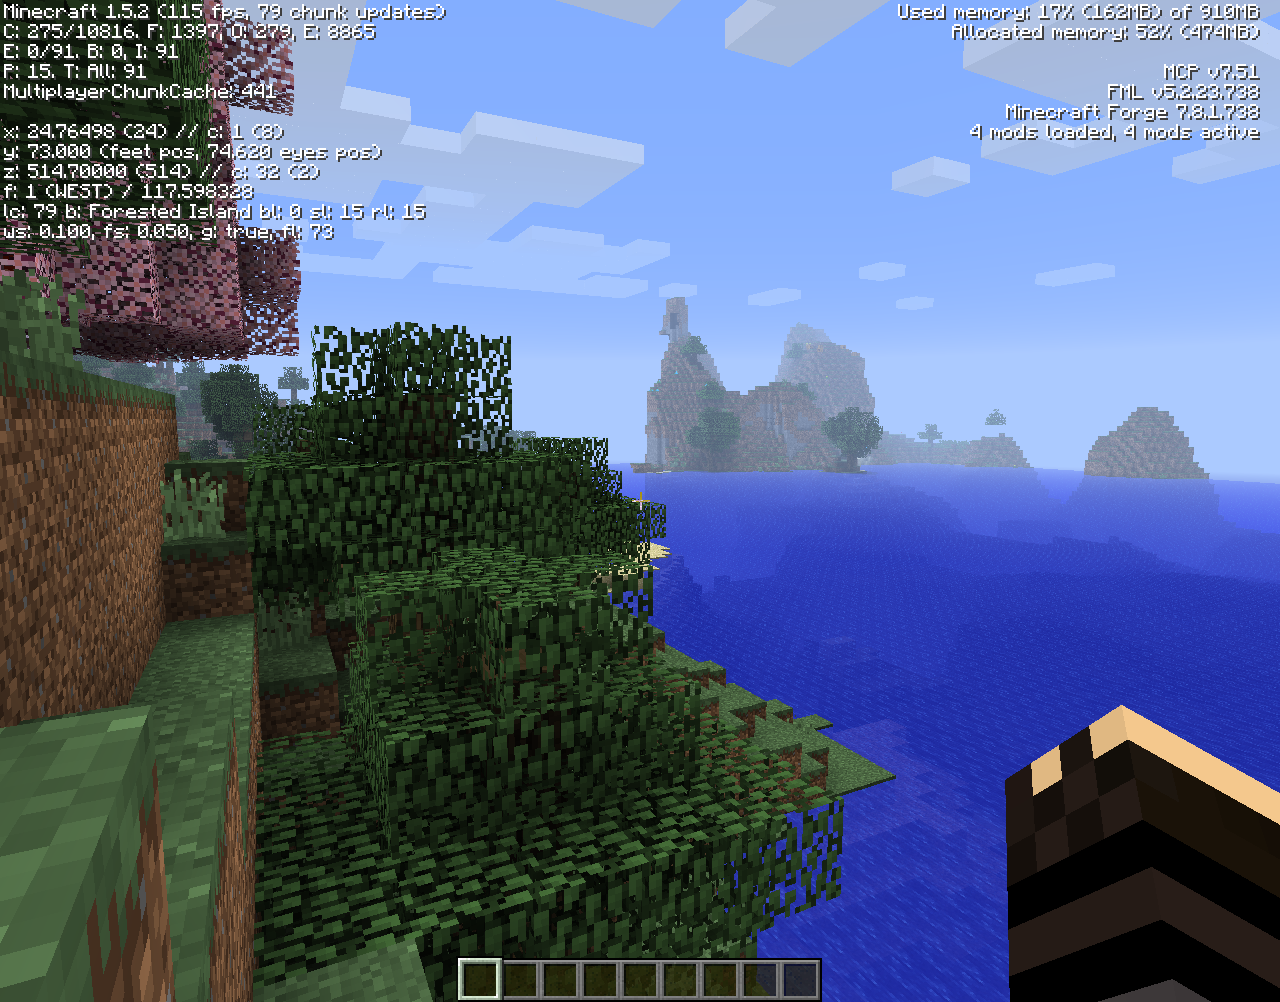 Minecraft 1.5.2 (115 fps, 79 chunk updates)
C: 275/10816. F: 1397, O: 279, E: 8865
E: 0/91. B: 0, I: 91
P: 15. T: All: 91
MultiplayerChunkCache: 441
x: 24.76498 (24) // c: 1 (8)
y: 73.000 (feet pos, 74.620 eyes pos)
z: 514.70000 (514) // c: 32 (2)
f: 1 (WEST) / 117.598328
lc: 79 b: Forested Island bl: 0 sl: 15 rl: 15
ws: 0.100, fs: 0.050, g: true, fl: 73
Used memory: 17% (162MB) of 910MB
Allocated memory: 52% (474MB)
MCP v7.51
FML v5.2.23.738
Minecraft Forge 7.8.1.738
4 mods loaded, 4 mods active